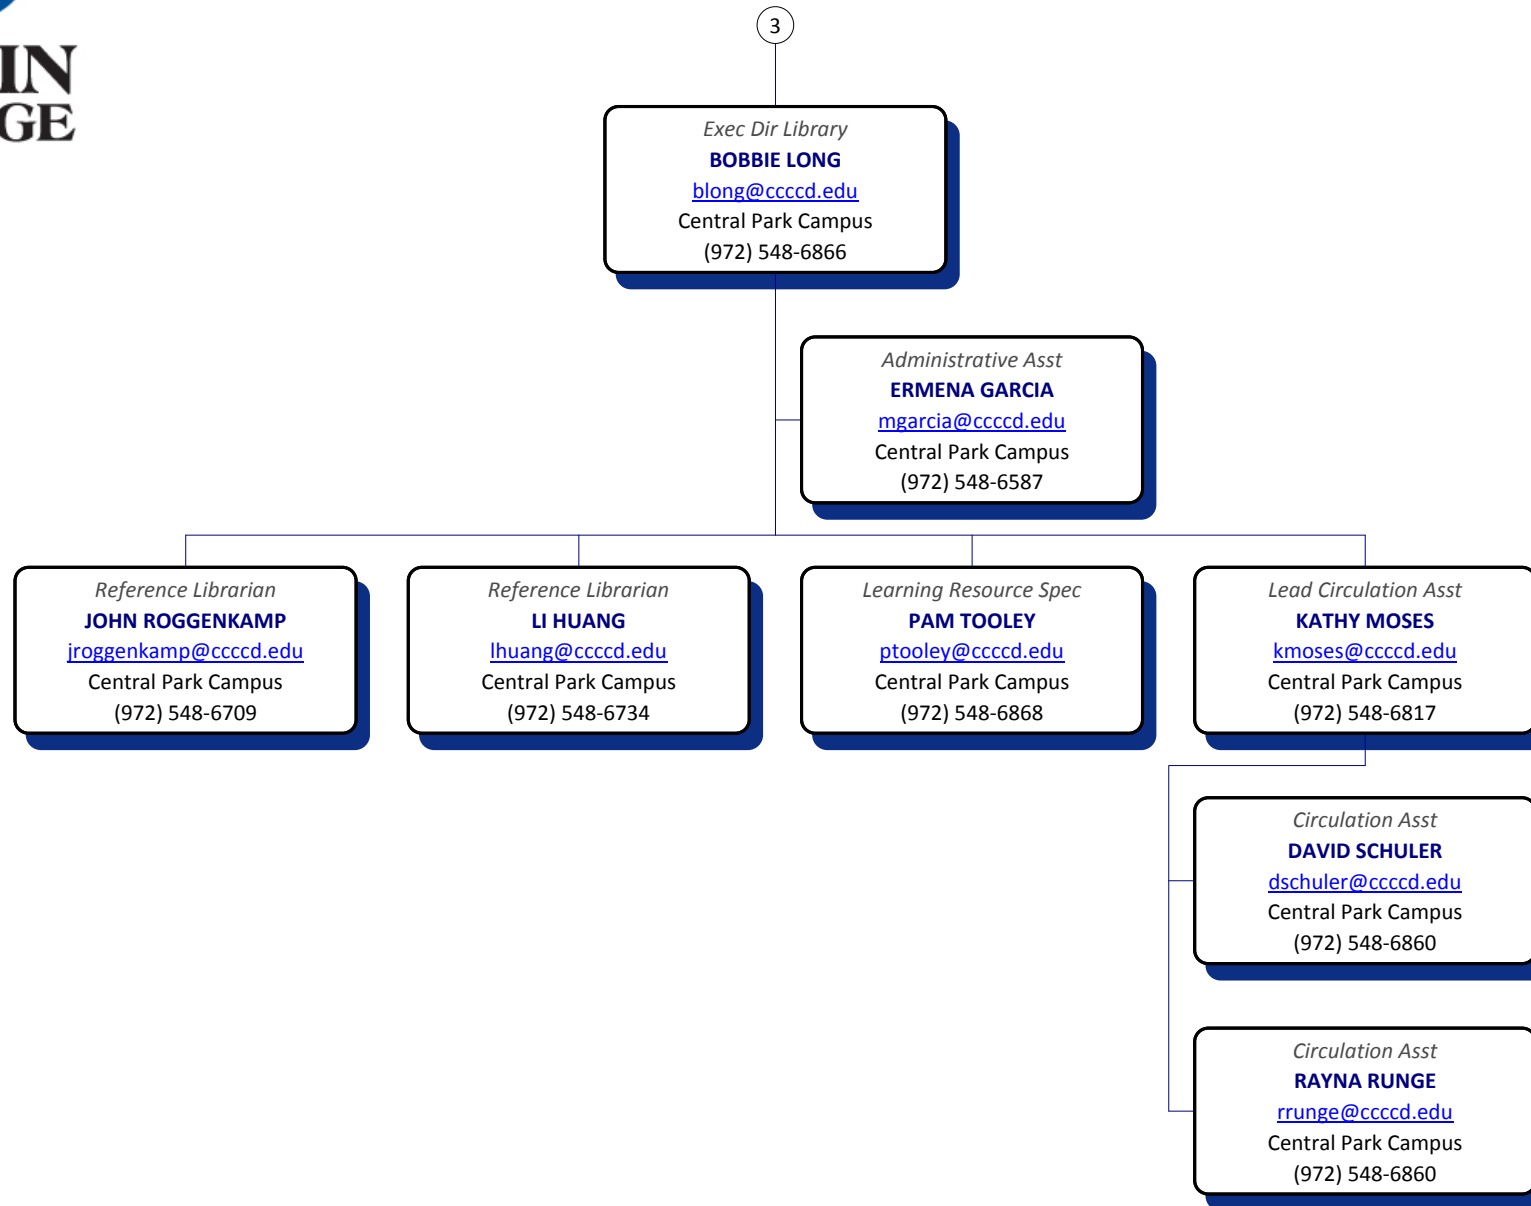 IN
GE
3
Exec Dir Library
BOBBIE LONG
blong@ccccd.edu
Central Park Campus
(972) 548-6866
Administrative Asst
ERMENA GARCIA
mgarcia@ccccd.edu
Central Park Campus
(972) 548-6587
Reference Librarian
JOHN ROGGENKAMP
jroggenkamp@ccccd.edu
Central Park Campus
(972) 548-6709
Reference Librarian
LI HUANG
lhuang@ccccd.edu
Central Park Campus
(972) 548-6734
Learning Resource Spec
PAM TOOLEY
ptooley@ccccd.edu
Central Park Campus
(972) 548-6868
Lead Circulation Asst
KATHY MOSES
kmoses@ccccd.edu
Central Park Campus
(972) 548-6817
Circulation Asst
DAVID SCHULER
dschuler@ccccd.edu
Central Park Campus
(972) 548-6860
Circulation Asst
RAYNA RUNGE
rrunge@ccccd.edu
Central Park Campus
(972) 548-6860